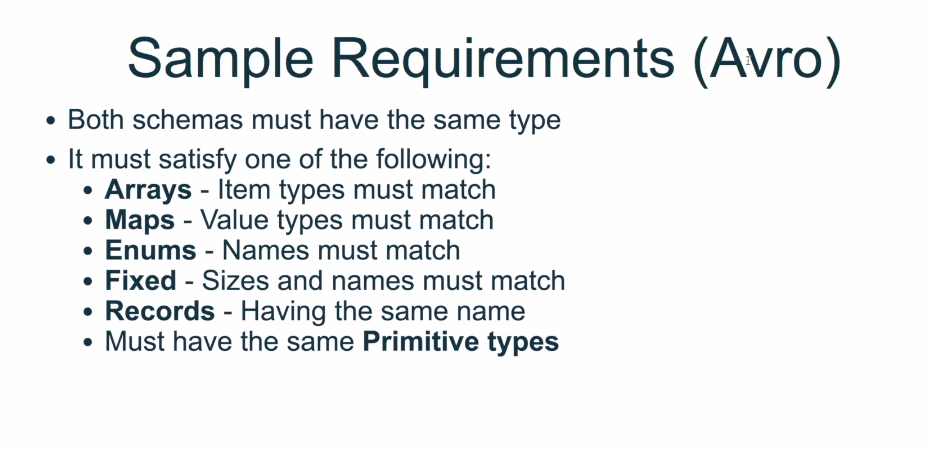 Sample Requirements (Avro)
• Both schemas must have the same type
• It must satisfy one of the following:
• Arrays - Item types must match
• Maps - Value types must match
• Enums - Names must match
• Fixed - Sizes and names must match
• Records - Having the same name
• Must have the same Primitive types